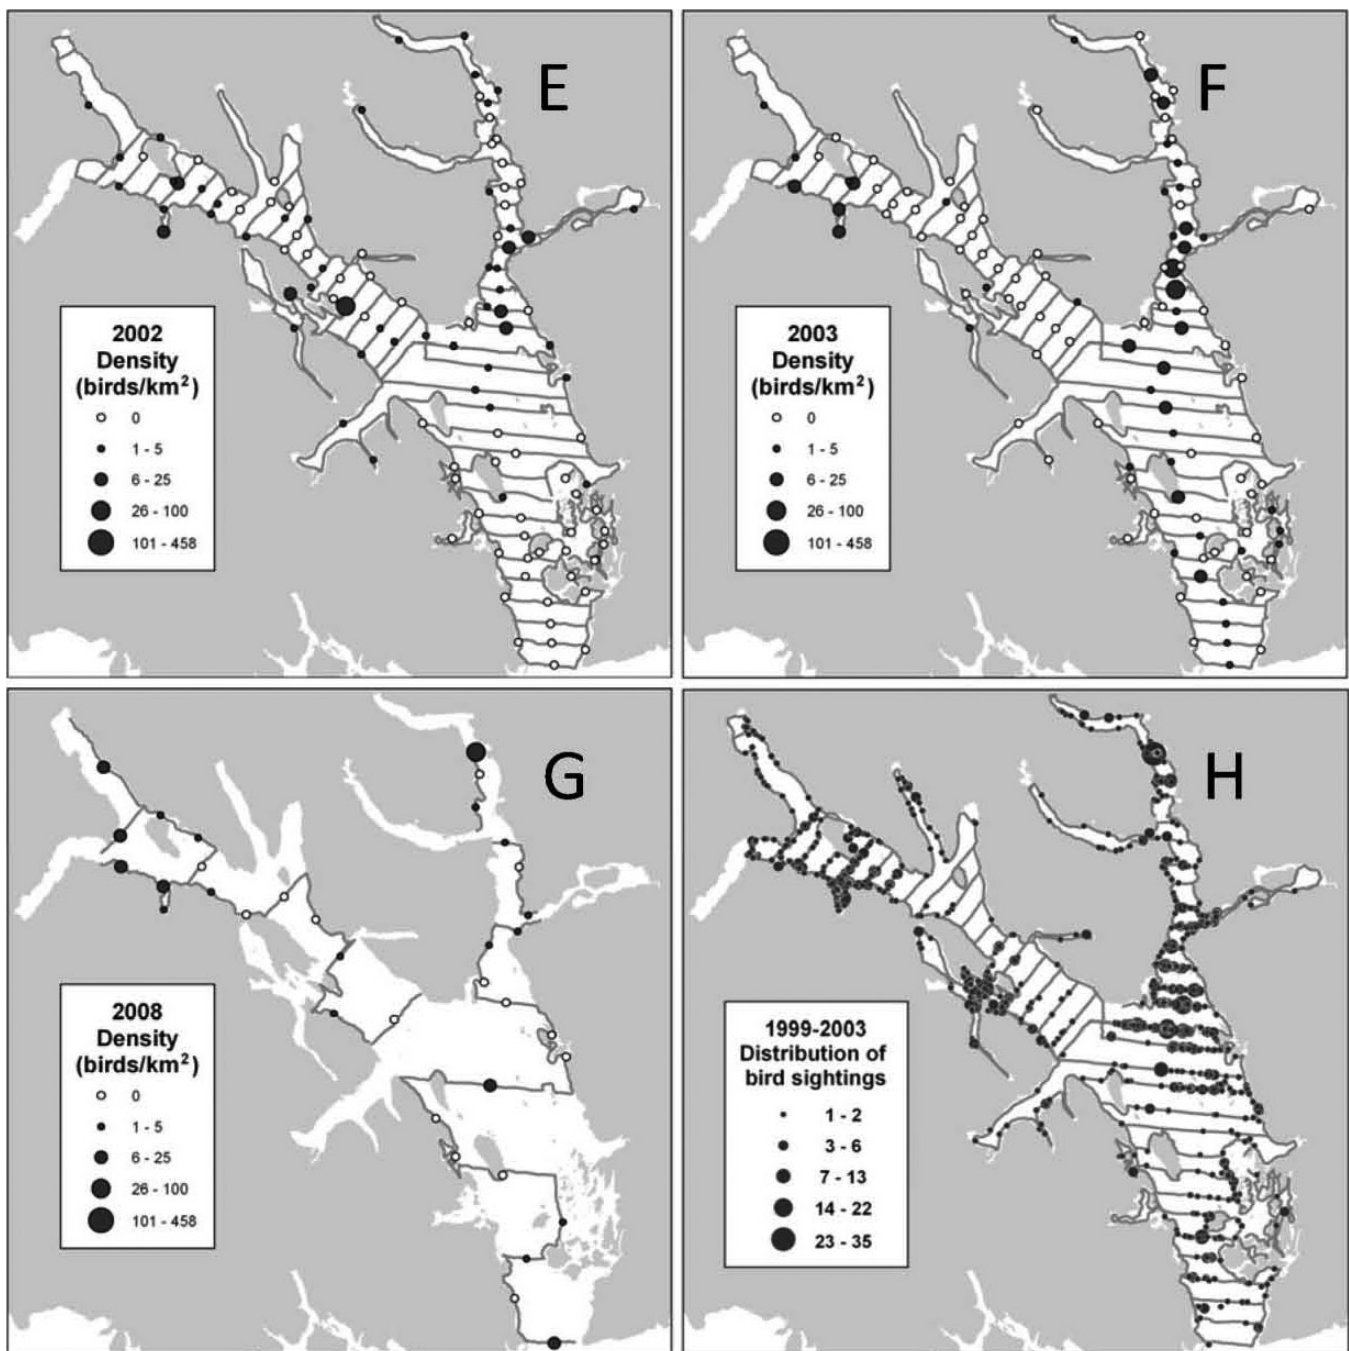 E
2002
Density
(birds/km²)
0
1 - 5
6 - 25
26 - 100
101 - 458
F
2003
Density
(birds/km²)
0
1 - 5
6 - 25
26 - 100
101 - 458
G
2008
Density
(birds/km²)
0
1 - 5
6 - 25
26 - 100
101 - 458
H
1999-2003
Distribution of
bird sightings
1 - 2
3 - 6
7 - 13
14 - 22
23 - 35